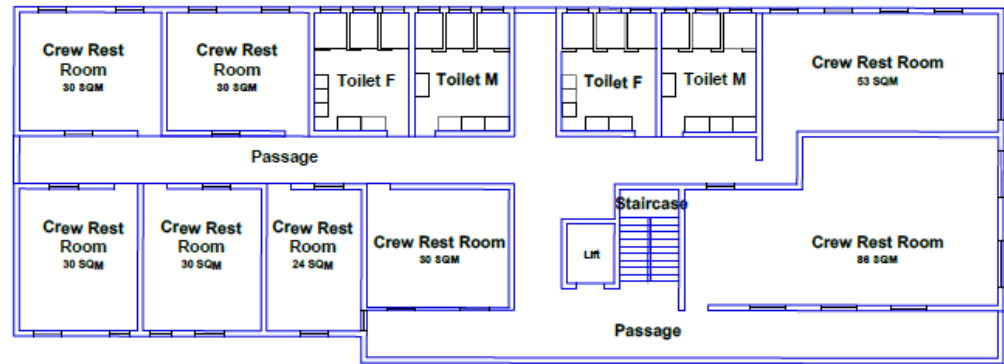 Crew Rest
Room
30 SQM
Crew Rest
Room
30 SQM
Toilet F
Toilet M
Toilet F
Toilet M
Crew Rest Room
53 SQM
Passage
Crew Rest
Room
30 SQM
Crew Rest
Room
30 SQM
Crew Rest
Room
24 SQM
Crew Rest Room
30 SQM
Staircase
Lift
Crew Rest Room
86 SQM
Passage